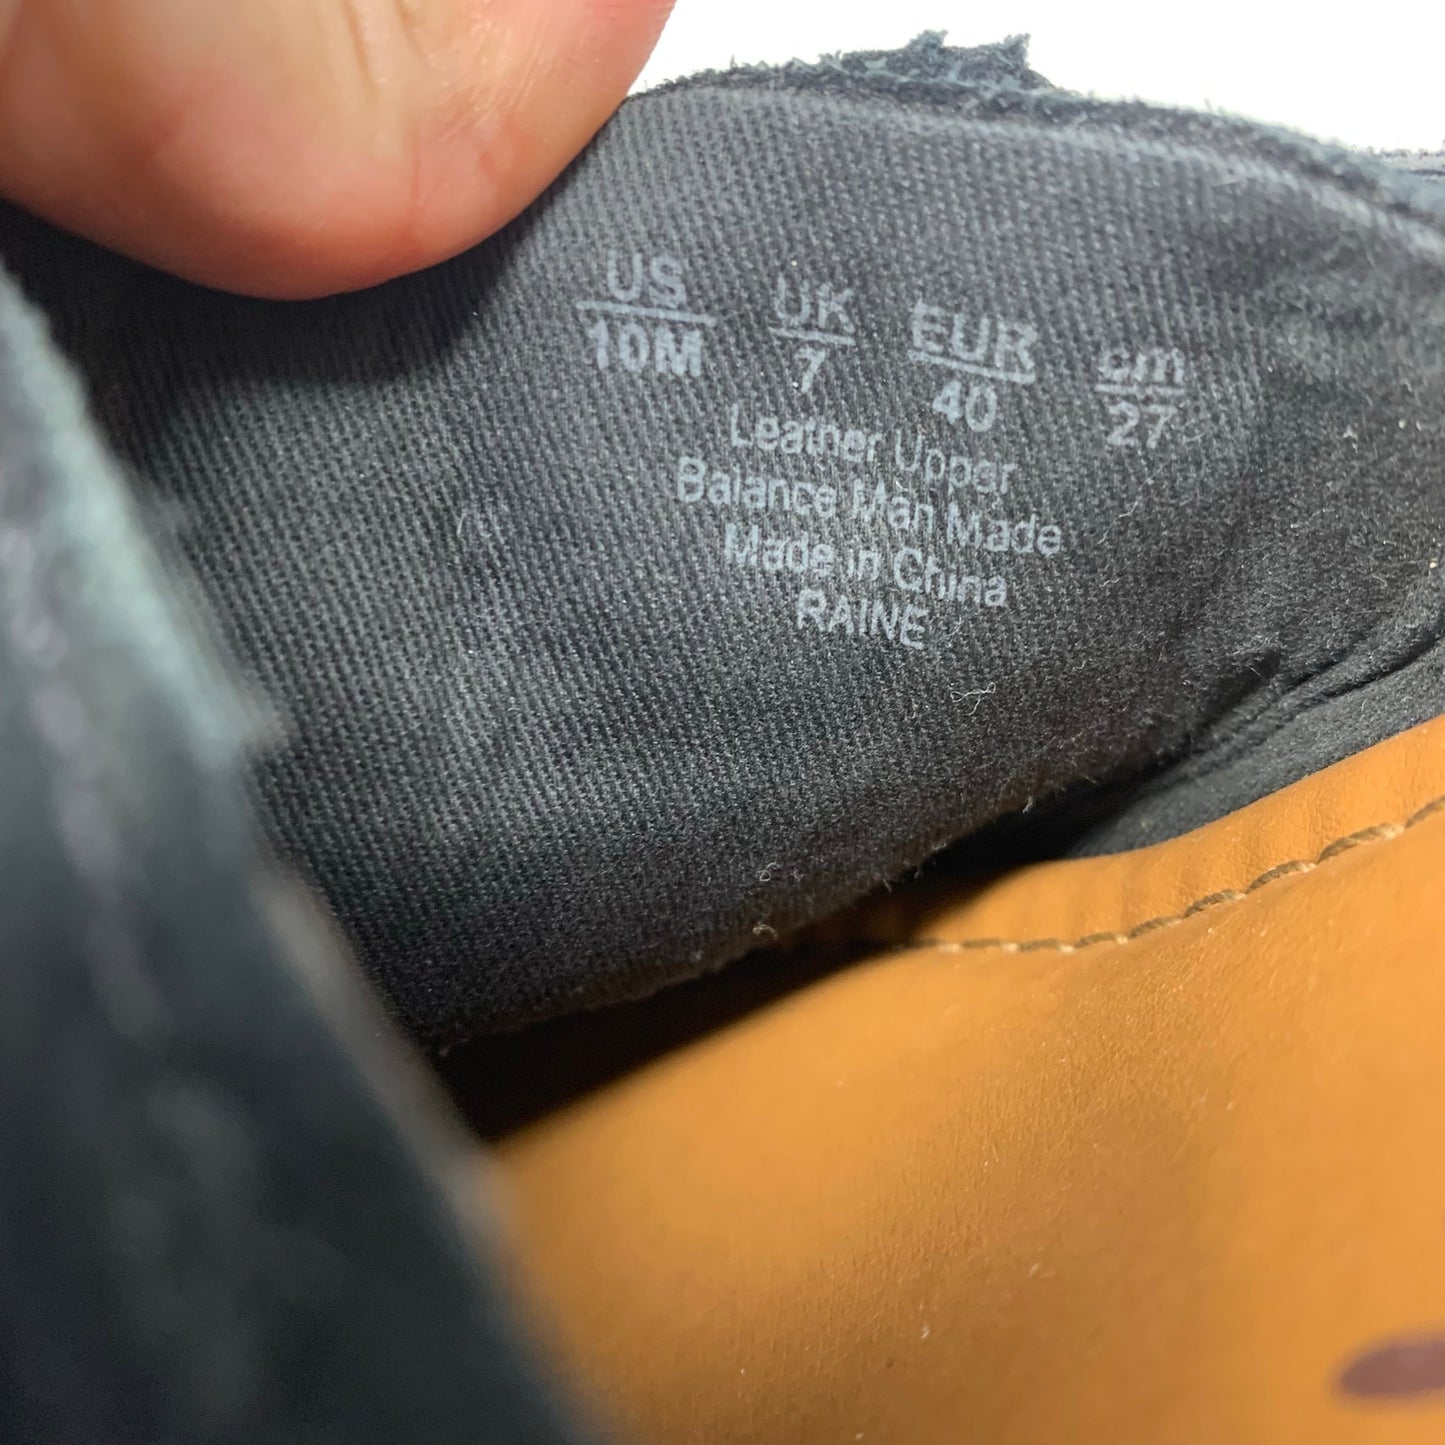 US UK EUR cm
10M 7 40 27
Leather Upper
Balance Man Made
Made in China
RAINE